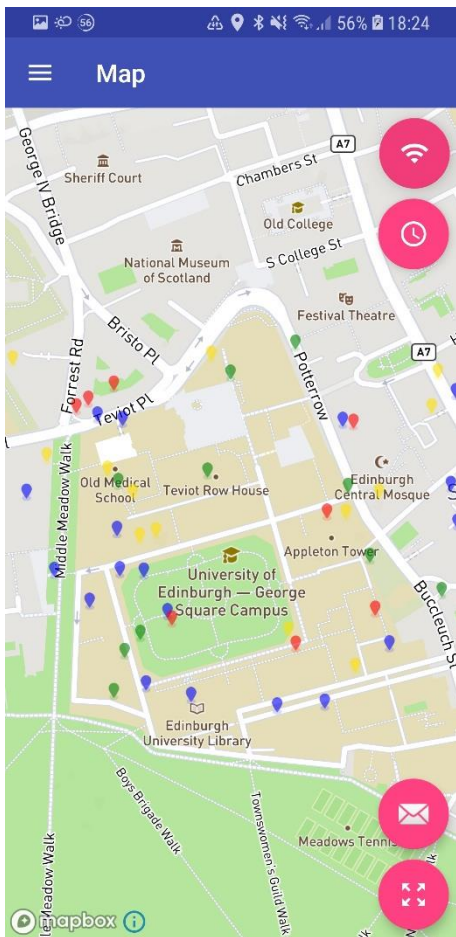 56
56% 18:24
Map
George IV Bridge
Sheriff Court
Chambers St
A7
Old College
National Museum
of Scotland
S College St
Festival Theatre
Bristo Pl
Forrest Rd
Potterrow
A7
Teviot Pl
Old Medical
School
Teviot Row House
Edinburgh
Central Mosque
S
Middle Meadow Walk
Appleton Tower
University of
Edinburgh — George
Square Campus
Buccleuch St
Edinburgh
University Library
Boys Brigade Walk
Townswomen's Guild Walk
Meadows Tennis
le Meadow Walk
alk
mapbox